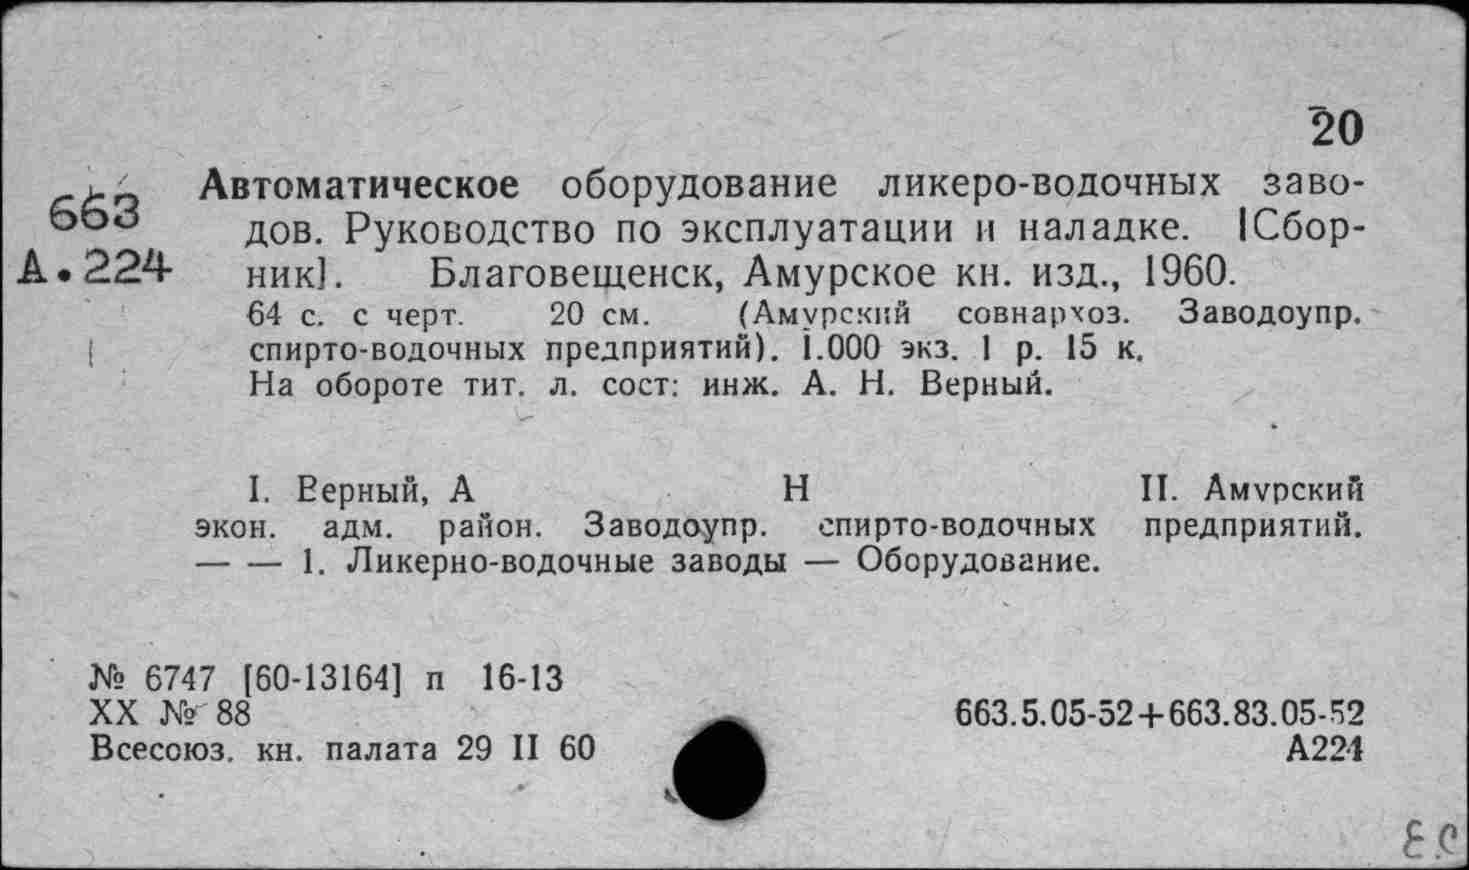 20
663
А.224
Автоматическое оборудование ликеро-водочных заво-
дов. Руководство по эксплуатации и наладке. [Сбор-
ник]. Благовещенск, Амурское кн. изд., 1960.
64 с. с черт. 20 см. (Амурский совнархоз. Заводоупр.
спирто-водочных предприятий). 1.000 экз. 1 р. 15 к.
На обороте тит. л. сост: инж. А. Н. Верный.
I. Верный, А Н II. Амурский
экон. адм. район. Заводоупр. спирто-водочных предприятий.
— — 1. Ликерно-водочные заводы — Оборудование.
№ 6747 [60-13164] п 16-13
XX № 88
Всесоюз. кн. палата 29 II 60
663.5.05-52+663.83.05-52
А224